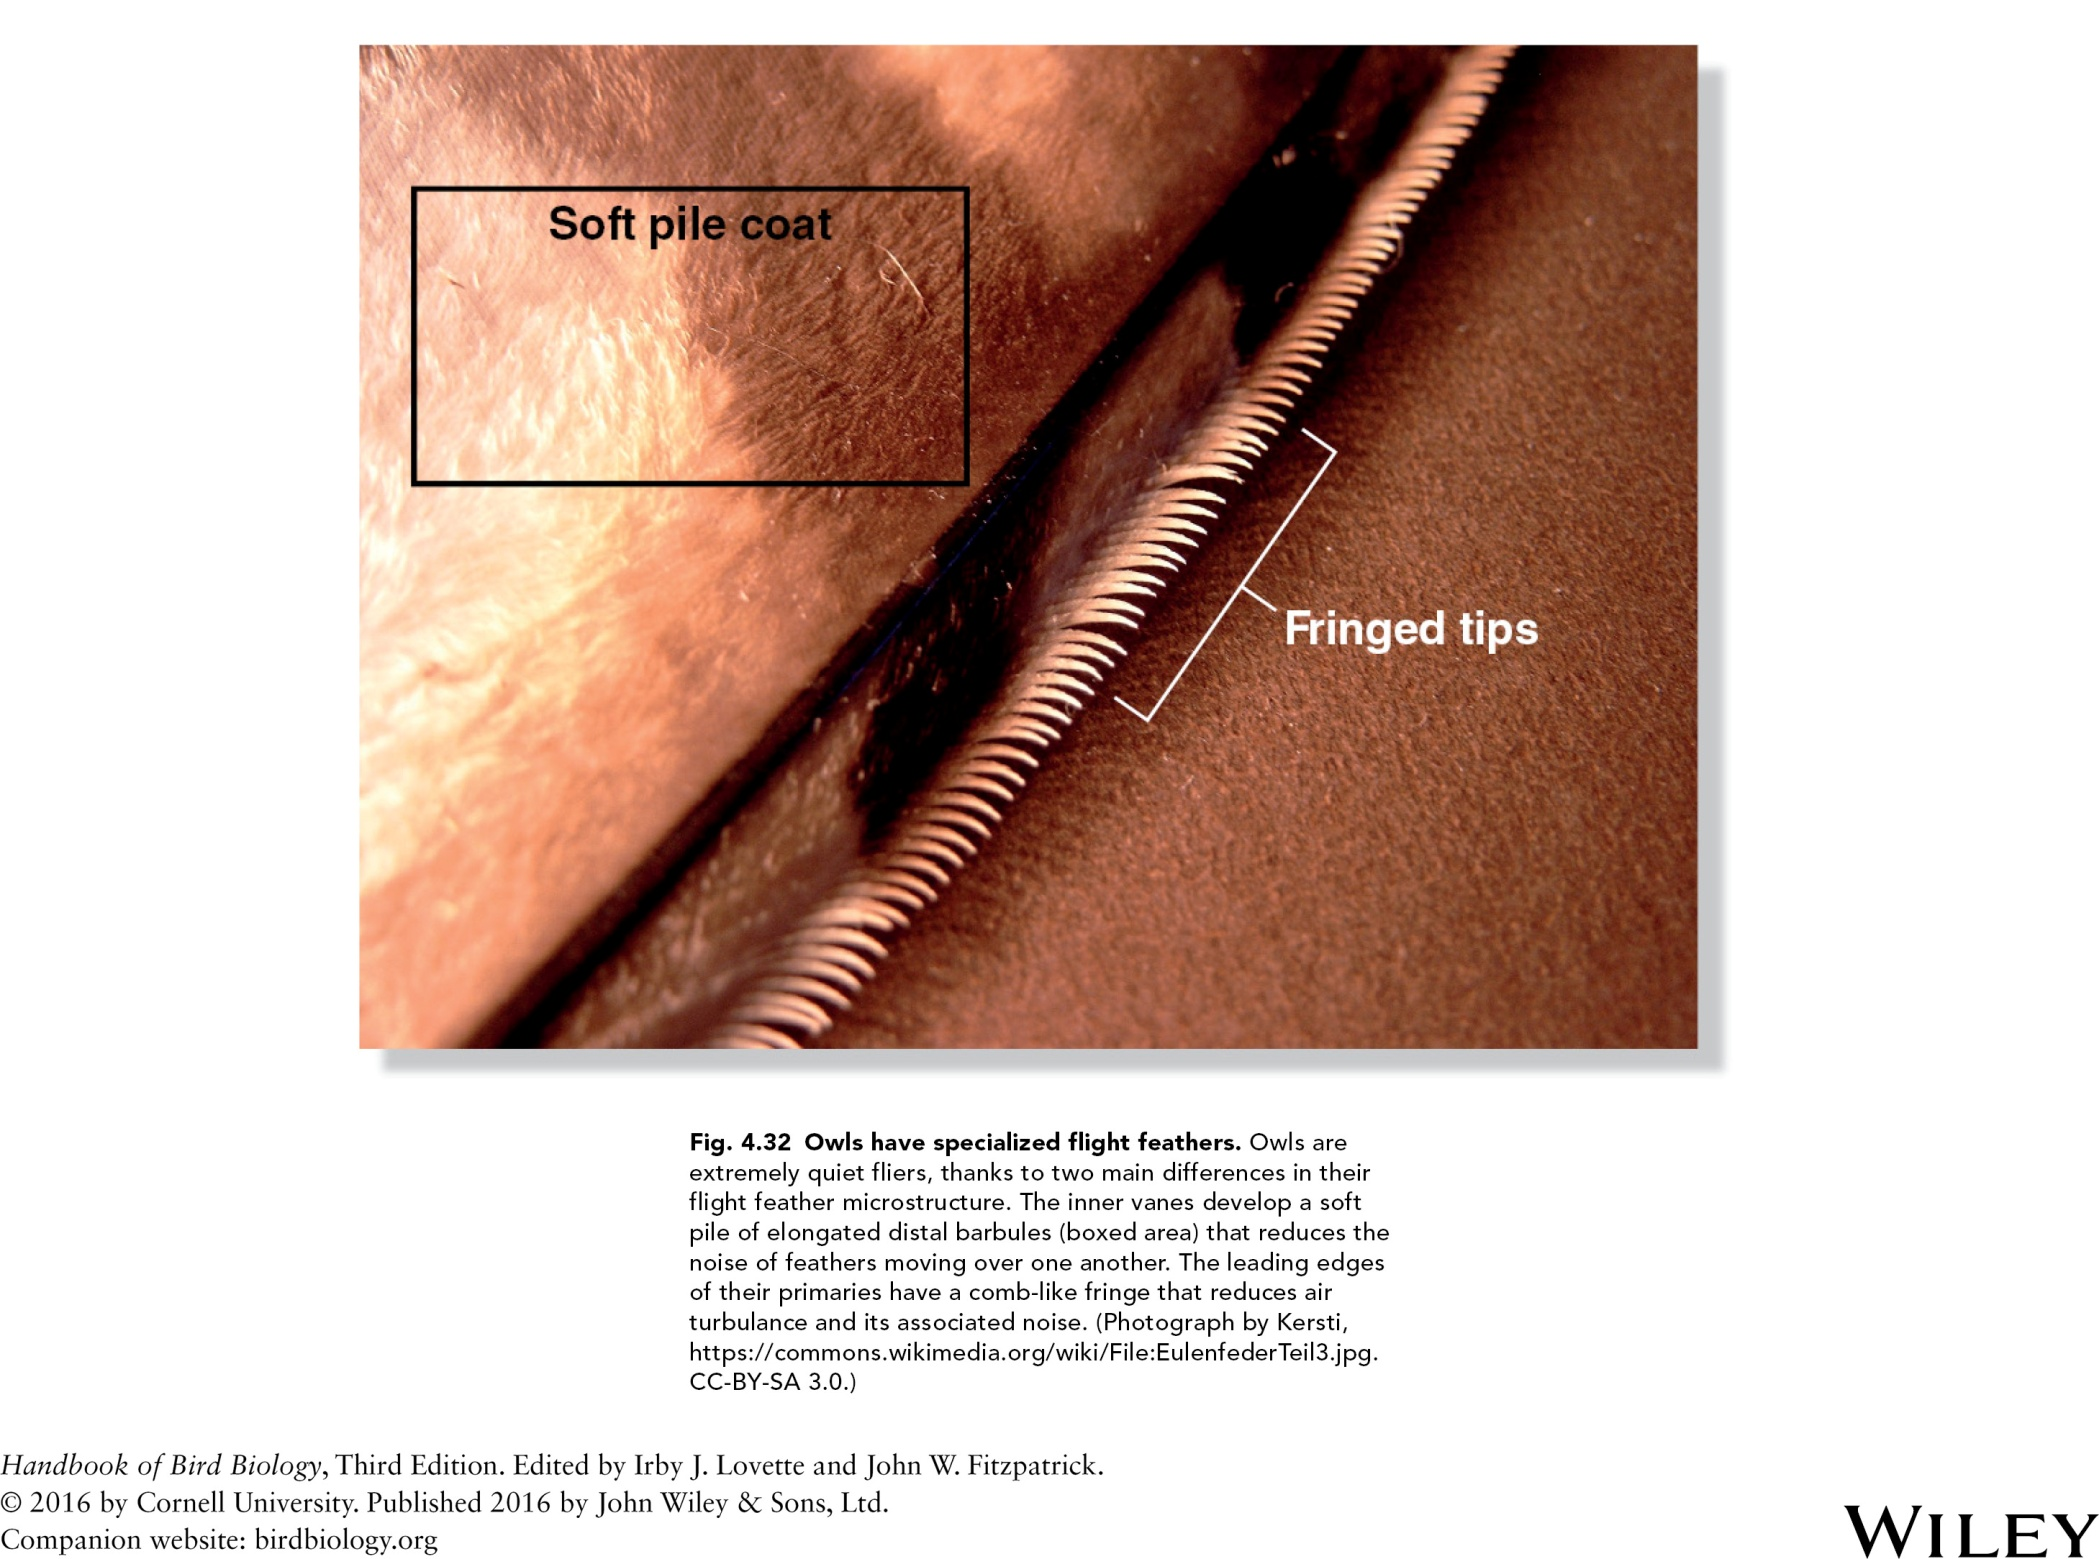 Soft pile coat
Fringed tips
Fig. 4.32 Owls have specialized flight feathers. Owls are
extremely quiet fliers, thanks to two main differences in their
flight feather microstructure. The inner vanes develop a soft
pile of elongated distal barbules (boxed area) that reduces the
noise of feathers moving over one another. The leading edges
of their primaries have a comb-like fringe that reduces air
turbulance and its associated noise. (Photograph by Kersti,
https://commons.wikimedia.org/wiki/File:EulenfederTeil3.jpg.
CC-BY-SA 3.0.)
Handbook of Bird Biology, Third Edition. Edited by Irby J. Lovette and John W. Fitzpatrick.
© 2016 by Cornell University. Published 2016 by John Wiley & Sons, Ltd.
Companion website: birdbiology.org
WILEY